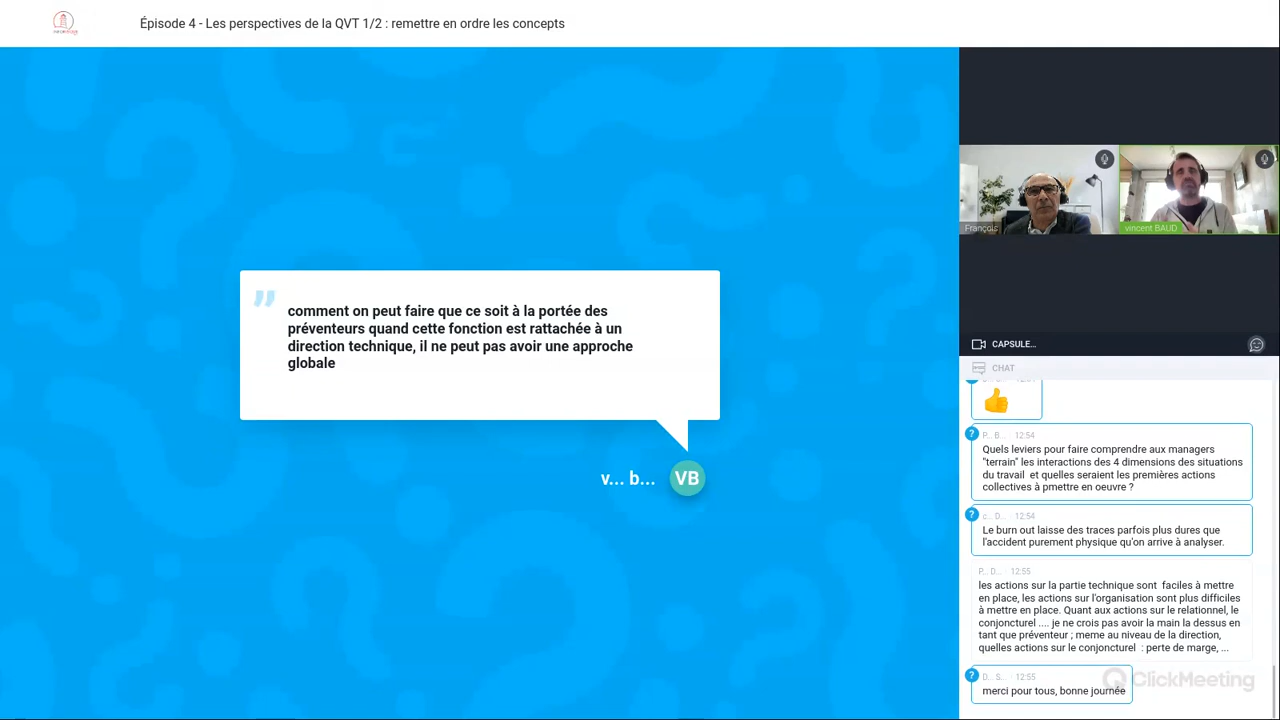 Épisode 4 - Les perspectives de la QVT 1/2 : remettre en ordre les concepts
comment on peut faire que ce soit à la portée des
préventeurs quand cette fonction est rattachée à un
direction technique, il ne peut pas avoir une approche
globale
v... b...
VB
François
vincent BAUD
CAPSULE...
CHAT
P... B... 12:54
Quels leviers pour faire comprendre aux managers
"terrain" les interactions des 4 dimensions des situations
du travail et quelles seraient les premières actions
collectives à pmettre en oeuvre ?
c... D... 12:54
Le burn out laisse des traces parfois plus dures que
l'accident purement physique qu'on arrive à analyser.
P... D... 12:55
les actions sur la partie technique sont faciles à mettre
en place, les actions sur l'organisation sont plus difficiles
à mettre en place. Quant aux actions sur le relationnel, le
conjoncturel .... je ne crois pas avoir la main la dessus en
tant que préventeur ; meme au niveau de la direction,
quelles actions sur le conjoncturel : perte de marge, ...
D... S... 12:55
merci pour tous, bonne journée
ClickMeeting